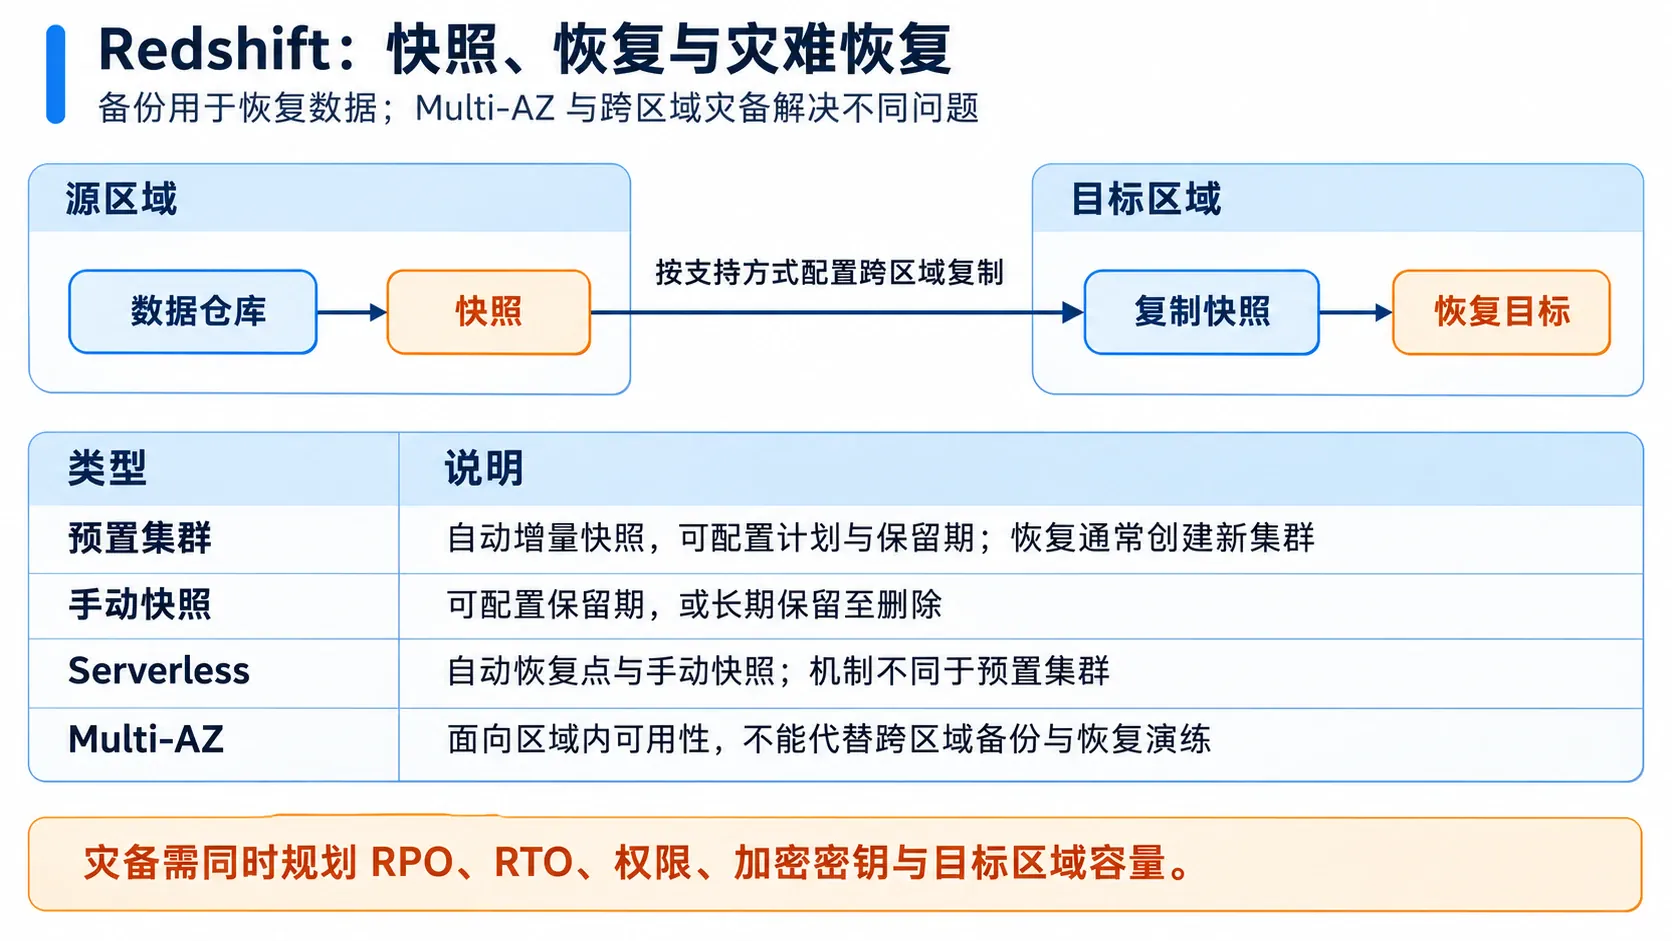 Redshift：快照、恢复与灾难恢复
备份用于恢复数据；Multi-AZ 与跨区域灾备解决不同问题
源区域
目标区域
数据仓库
快照
按支持方式配置跨区域复制
复制快照
恢复目标
类型
说明
预置集群
自动增量快照，可配置计划与保留期；恢复通常创建新集群
手动快照
可配置保留期，或长期保留至删除
Serverless
自动恢复点与手动快照；机制不同于预置集群
Multi-AZ
面向区域内可用性，不能代替跨区域备份与恢复演练
灾备需同时规划 RPO、RTO、权限、加密密钥与目标区域容量。